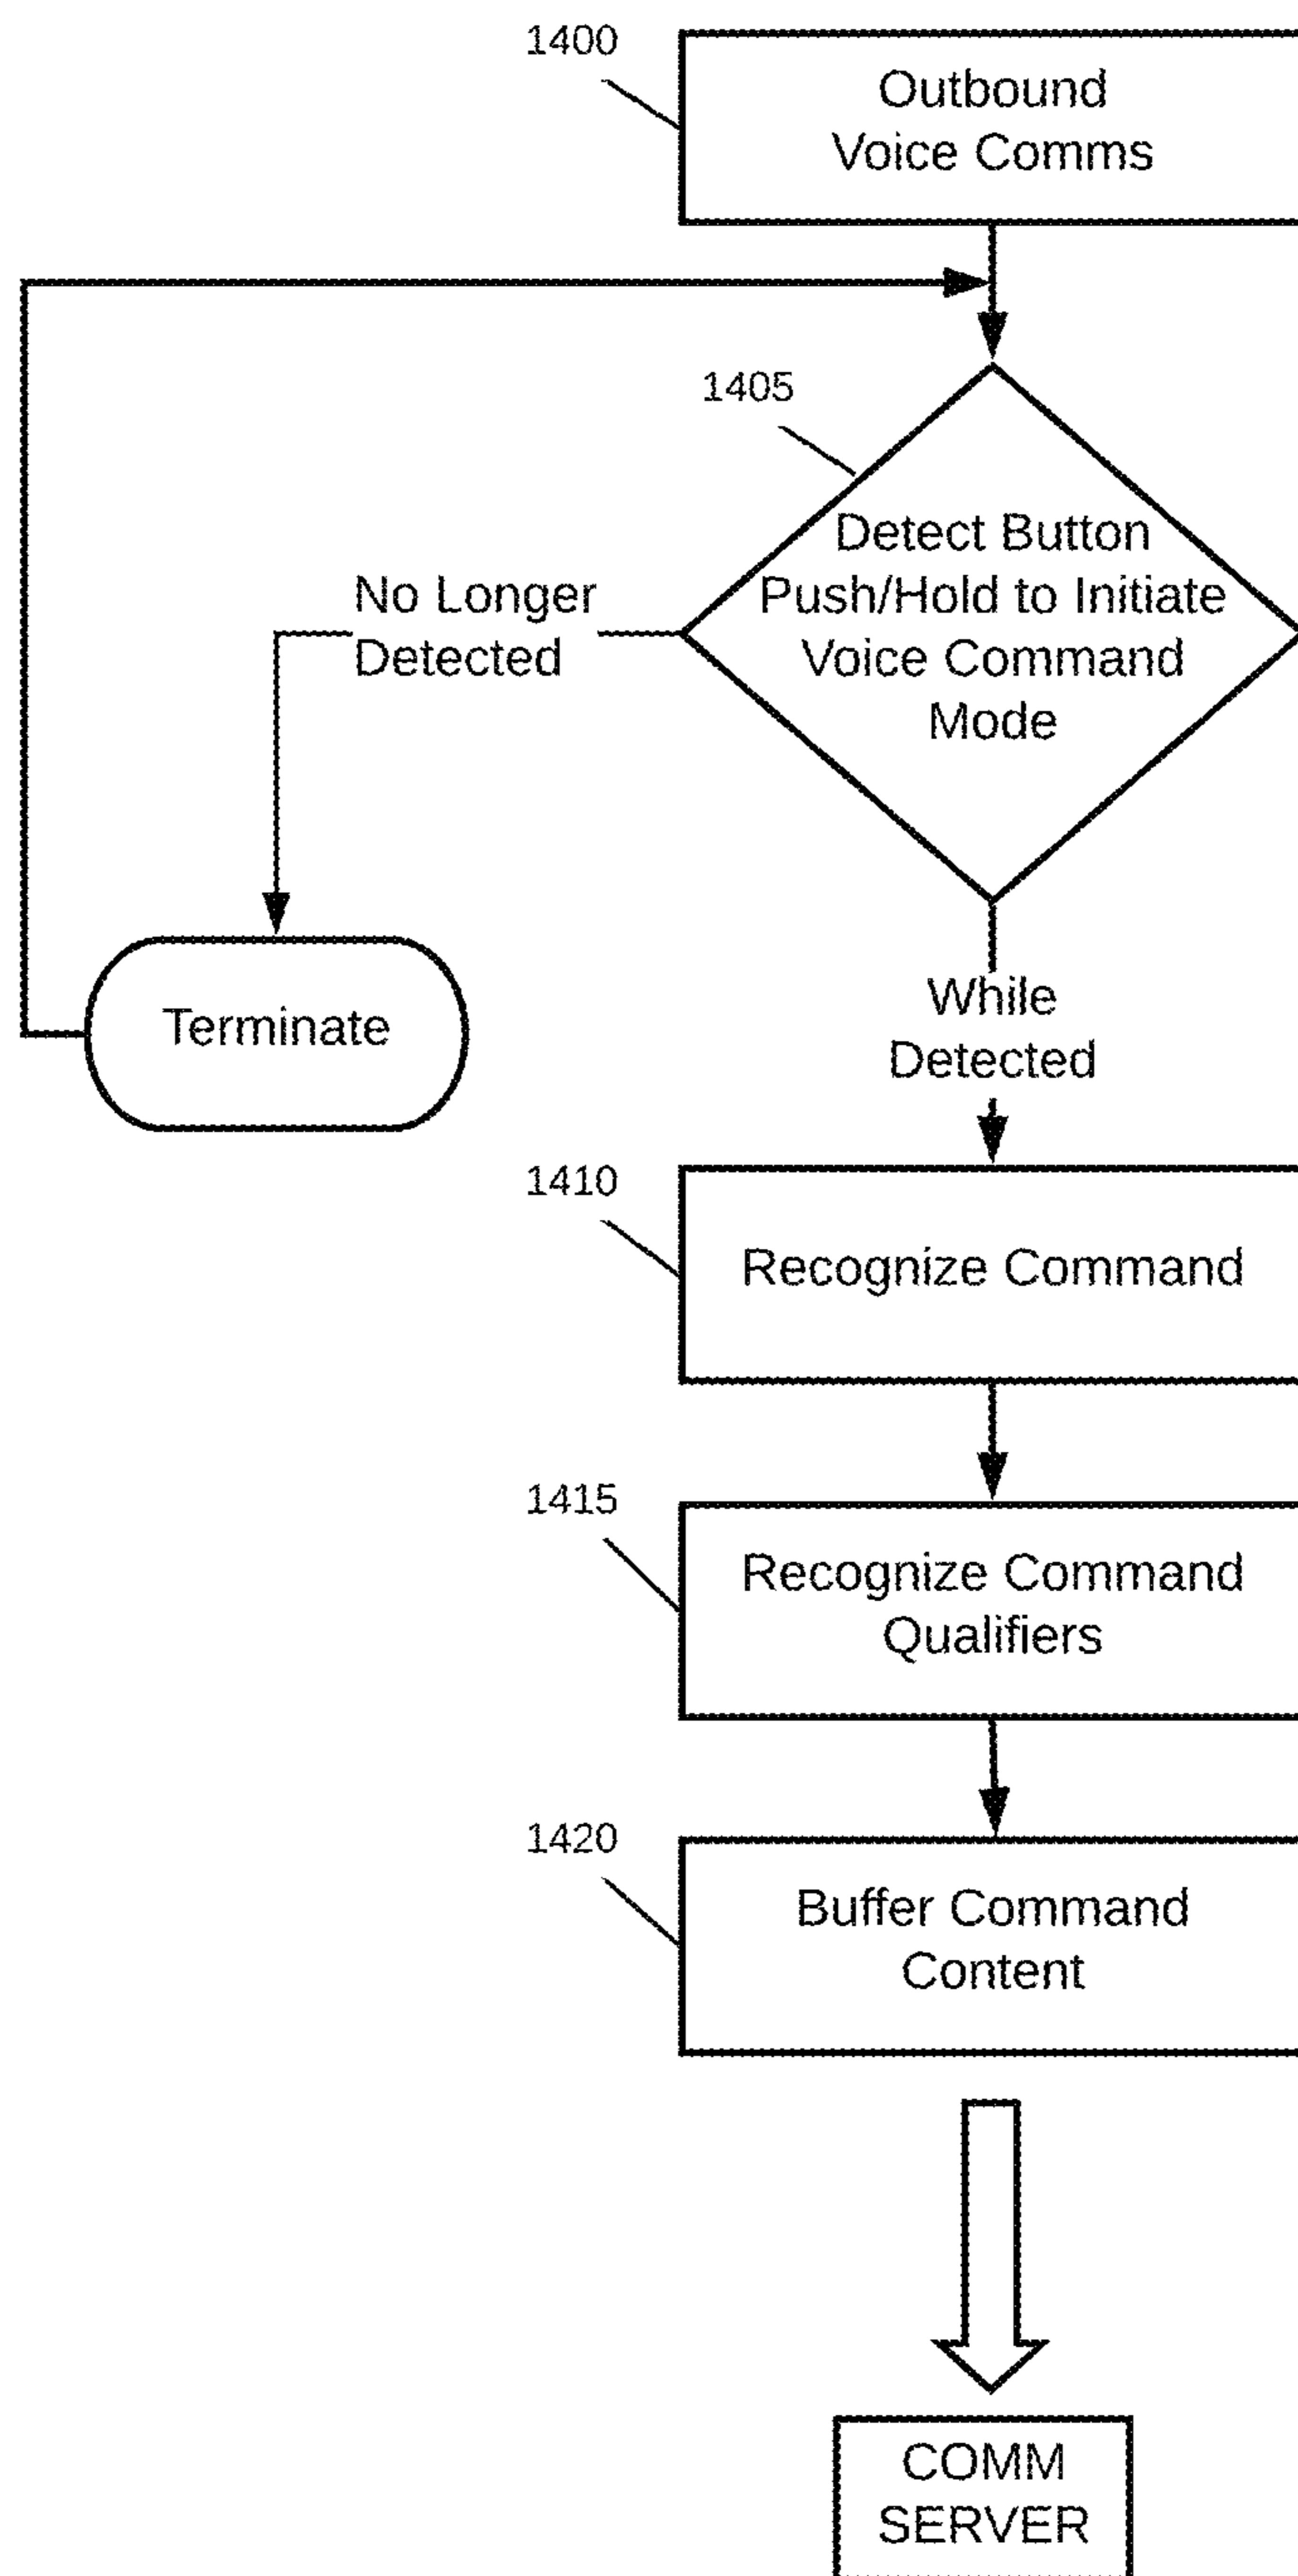 1400
Outbound
Voice Comms
1405
Detect Button
Push/Hold to Initiate
Voice Command
Mode
No Longer
Detected
Terminate
While
Detected
1410
Recognize Command
1415
Recognize Command
Qualifiers
1420
Buffer Command
Content
COMM
SERVER